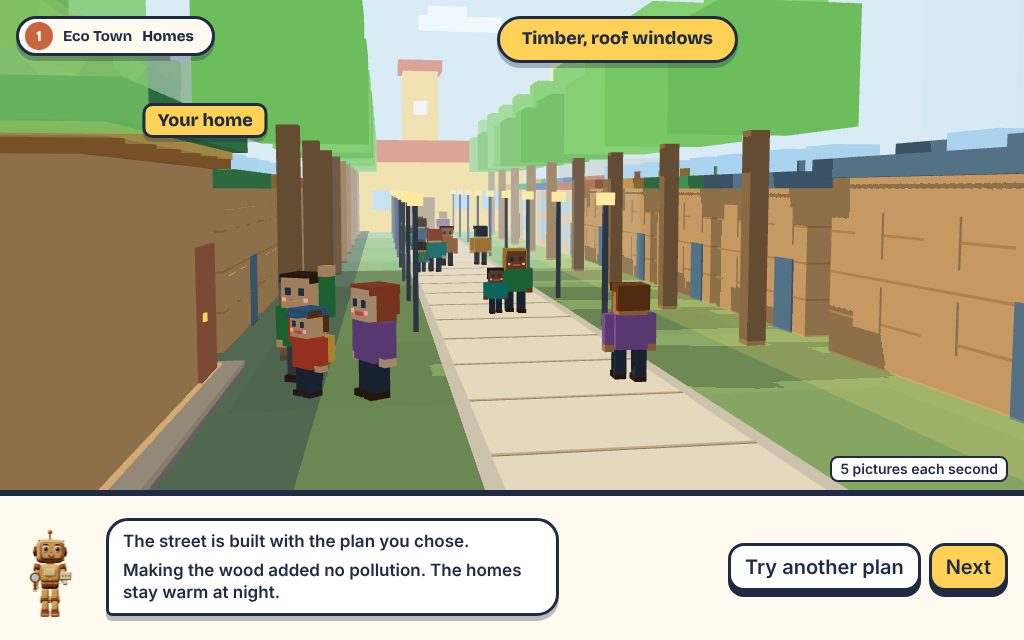 1 Eco Town Homes
Timber, roof windows
Your home
5 pictures each second
The street is built with the plan you chose.
Making the wood added no pollution. The homes
stay warm at night.
Try another plan
Next